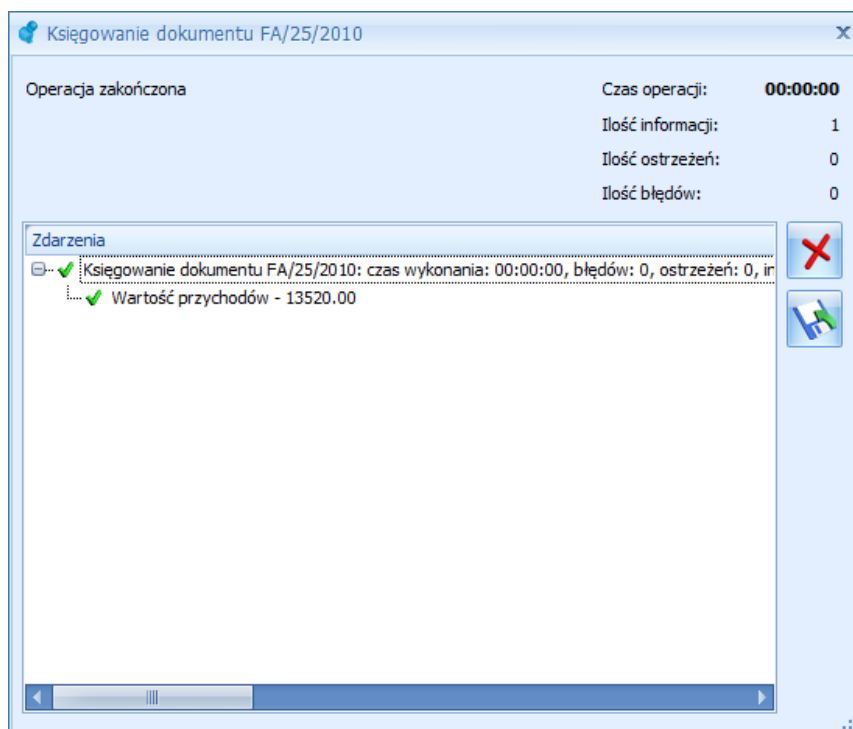 Księgowanie dokumentu FA/25/2010
Operacja zakończona
Czas operacji: 00:00:00
Ilość informacji: 1
Ilość ostrzeżeń: 0
Ilość błędów: 0
Zdarzenia
Księgowanie dokumentu FA/25/2010: czas wykonania: 00:00:00, błędów: 0, ostrzeżeń: 0,
Wartość przychodów - 13520.00